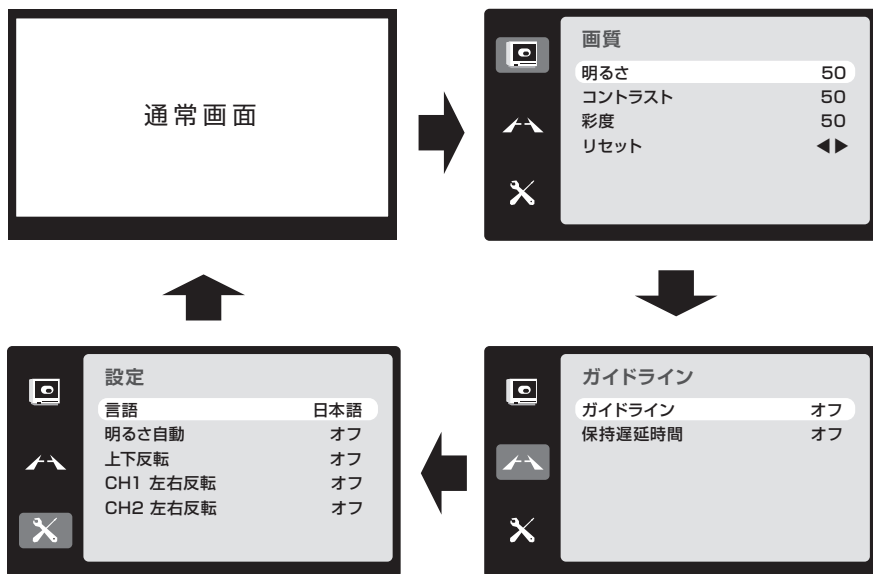 通常画面
画質
明るさ 50
コントラスト 50
彩度 50
リセット ◀▶
設定
言語 日本語
明るさ自動 オフ
上下反転 オフ
CH1 左右反転 オフ
CH2 左右反転 オフ
ガイドライン
ガイドライン オフ
保持遅延時間 オフ